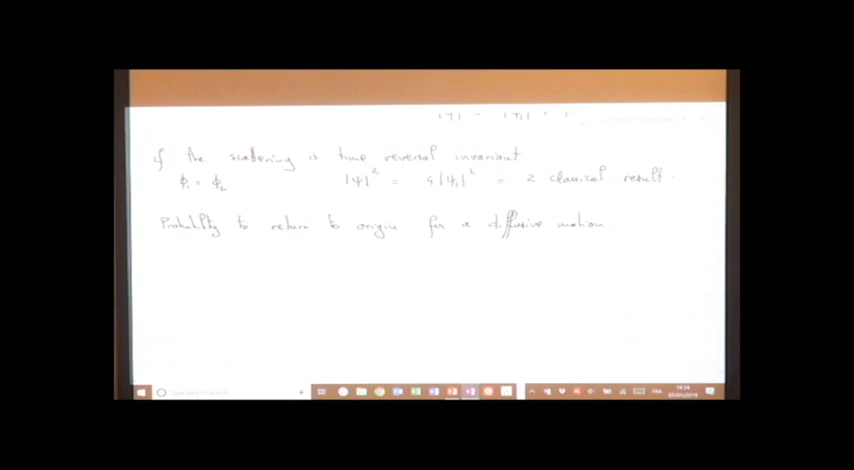 if the scattering is time reversal invariant
ϕ₁ = ϕ₂ |ψ|² = 4|ψ₁|² = 2 classical result.
Probability to return to origin for a diffusive motion.